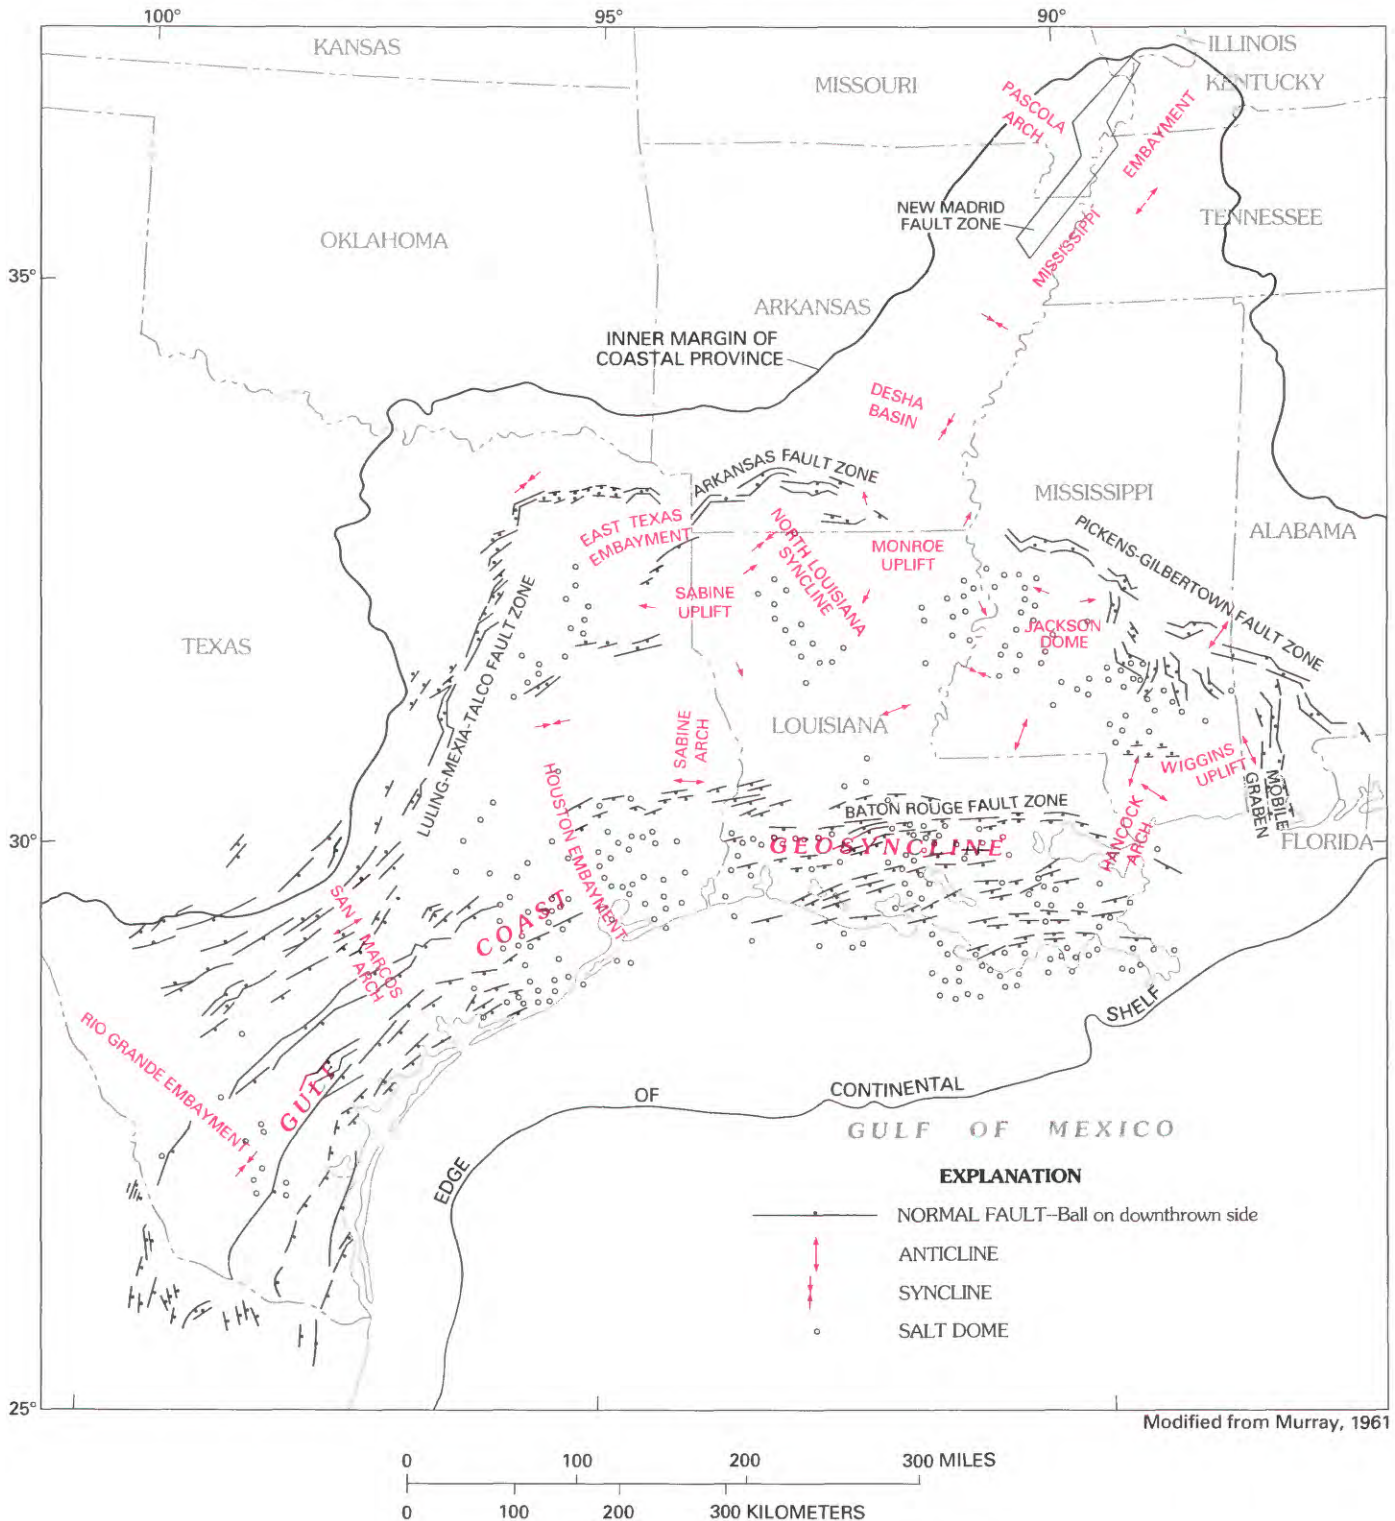 100°
95°
90°
KANSAS
MISSOURI
ILLINOIS
KENTUCKY
PASCOLA
ARCH
EMBAYMENT
MISSISSIPPI
NEW MADRID
FAULT ZONE
TENNESSEE
OKLAHOMA
35°
ARKANSAS
INNER MARGIN OF
COASTAL PROVINCE
DESHA
BASIN
ARKANSAS FAULT ZONE
MISSISSIPPI
ALABAMA
EAST TEXAS
EMBAYMENT
NORTH LOUISIANA
SYNCLINE
MONROE
UPLIFT
PICKENS-GILBERTOWN FAULT ZONE
SABINE
UPLIFT
JACKSON
DOME
TEXAS
LULING-MEXIA-TALCO FAULT ZONE
SABINE
ARCH
LOUISIANA
WIGGINS
UPLIFT
MOBILE
GRABEN
HOUSTON EMBAYMENT
BATON ROUGE FAULT ZONE
HANCOCK
ARCH
30°
FLORIDA
GULF COAST GEOSYNCLINE
SAN MARCOS
ARCH
RIO GRANDE EMBAYMENT
EDGE OF CONTINENTAL SHELF
GULF OF MEXICO
EXPLANATION
NORMAL FAULT--Ball on downthrown side
ANTICLINE
SYNCLINE
SALT DOME
25°
Modified from Murray, 1961
0 100 200 300 MILES
0 100 200 300 KILOMETERS